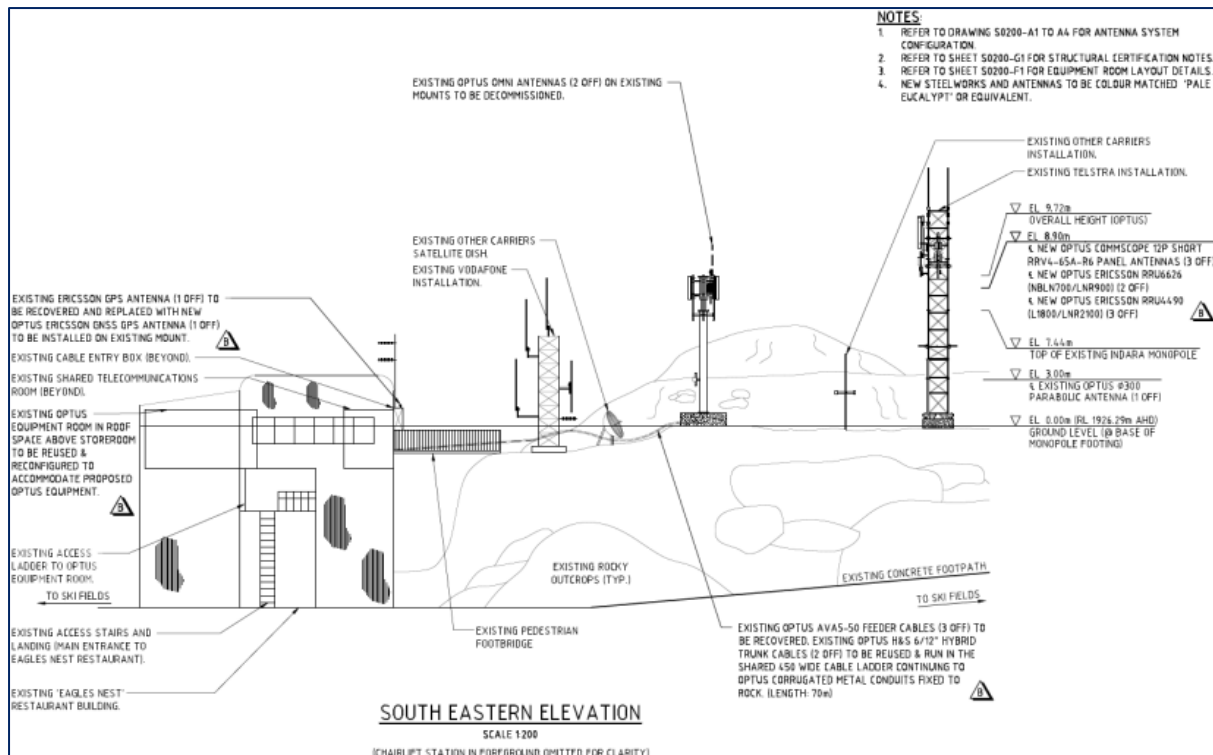 NOTES:
1. REFER TO DRAWING S0200-A1 TO A4 FOR ANTENNA SYSTEM
CONFIGURATION.
2. REFER TO SHEET S0200-G1 FOR STRUCTURAL CERTIFICATION NOTES.
3. REFER TO SHEET S0200-F1 FOR EQUIPMENT ROOM LAYOUT DETAILS.
4. NEW STEELWORKS AND ANTENNAS TO BE COLOUR MATCHED 'PALE
EUCALYPT' OR EQUIVALENT.
EXISTING OPTUS OMNI ANTENNAS (2 OFF) ON EXISTING
MOUNTS TO BE DECOMMISSIONED.
EXISTING OTHER CARRIERS
INSTALLATION.
EXISTING TELSTRA INSTALLATION.
EL 9.72m
OVERALL HEIGHT (OPTUS)
EL 8.90m
℄ NEW OPTUS COMMSCOPE 12P SHORT
RRV4-65A-R6 PANEL ANTENNAS (3 OFF)
℄ NEW OPTUS ERICSSON RRU6626
(NBLN700/LNR900) (2 OFF)
℄ NEW OPTUS ERICSSON RRU4490
(L1800/LNR2100) (3 OFF)
B
EL 7.44m
TOP OF EXISTING INDARA MONOPOLE
EL 3.00m
℄ EXISTING OPTUS Φ300
PARABOLIC ANTENNA (1 OFF)
EL 0.00m (RL 1926.29m AHD)
GROUND LEVEL (@ BASE OF
MONOPOLE FOOTING)
EXISTING OTHER CARRIERS
SATELLITE DISH.
EXISTING VODAFONE
INSTALLATION.
EXISTING ERICSSON GPS ANTENNA (1 OFF) TO
BE RECOVERED AND REPLACED WITH NEW
OPTUS ERICSSON GNSS GPS ANTENNA (1 OFF)
TO BE INSTALLED ON EXISTING MOUNT.
B
EXISTING CABLE ENTRY BOX (BEYOND).
EXISTING SHARED TELECOMMUNICATIONS
ROOM (BEYOND).
EXISTING OPTUS
EQUIPMENT ROOM IN ROOF
SPACE ABOVE STOREROOM
TO BE REUSED &
RECONFIGURED TO
ACCOMMODATE PROPOSED
OPTUS EQUIPMENT.
B
EXISTING ACCESS
LADDER TO OPTUS
EQUIPMENT ROOM.
TO SKI FIELDS
EXISTING ACCESS STAIRS AND
LANDING (MAIN ENTRANCE TO
EAGLES NEST RESTAURANT).
EXISTING 'EAGLES NEST'
RESTAURANT BUILDING.
EXISTING PEDESTRIAN
FOOTBRIDGE
EXISTING ROCKY
OUTCROPS (TYP.)
EXISTING CONCRETE FOOTPATH
TO SKI FIELDS
EXISTING OPTUS AVA5-50 FEEDER CABLES (3 OFF) TO
BE RECOVERED. EXISTING OPTUS H&S 6/12" HYBRID
TRUNK CABLES (2 OFF) TO BE REUSED & RUN IN THE
SHARED 450 WIDE CABLE LADDER CONTINUING TO
OPTUS CORRUGATED METAL CONDUITS FIXED TO
ROCK. (LENGTH: 70m)
B
SOUTH EASTERN ELEVATION
SCALE 1:200
(CHAIRLIFT STATION IN FOREGROUND OMITTED FOR CLARITY)